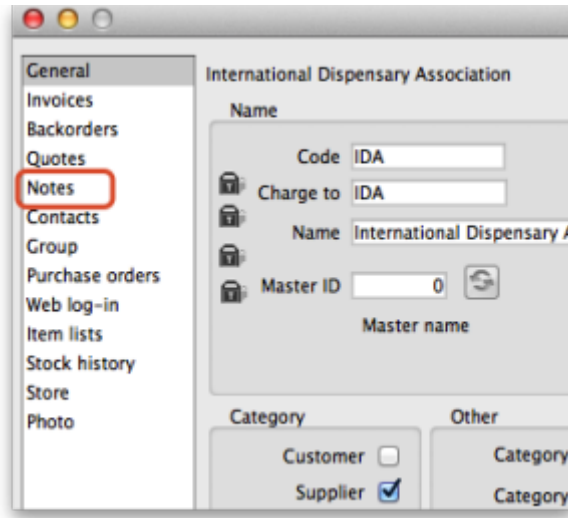 General
Invoices
Backorders
Quotes
Notes
Contacts
Group
Purchase orders
Web log-in
Item lists
Stock history
Store
Photo
International Dispensary Association
Name
Code IDA
Charge to IDA
Name International Dispensary A
Master ID 0
Master name
Category
Customer
Supplier
Other
Category
Category